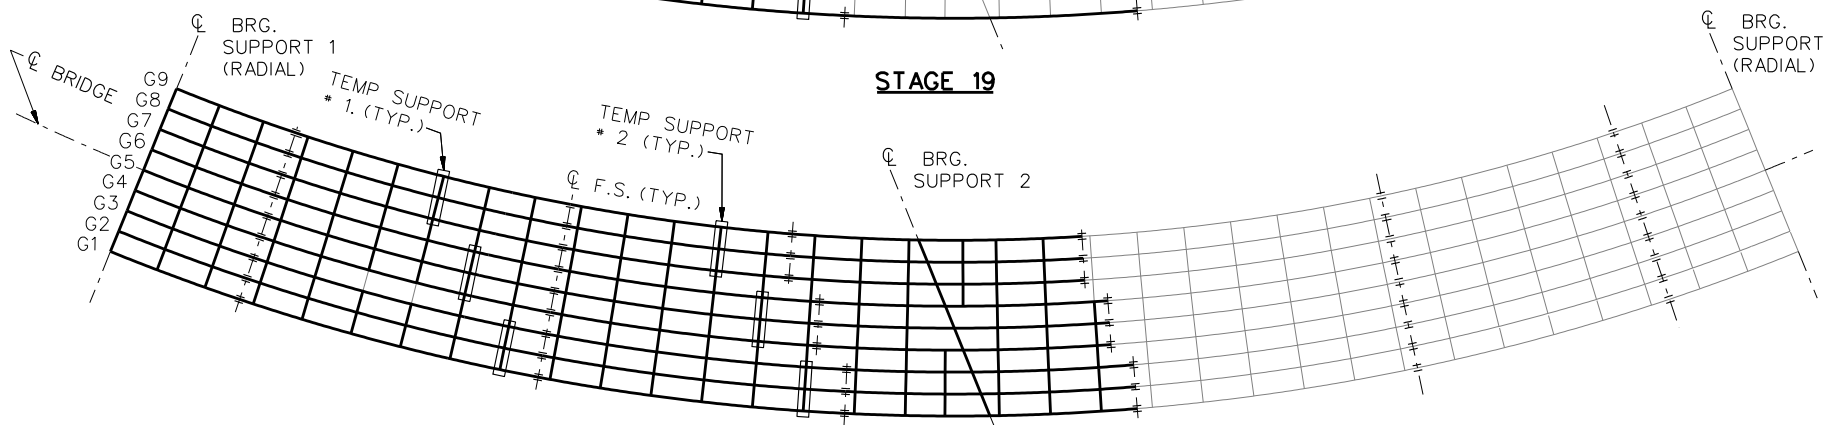 ℄ BRG.
SUPPORT 1
(RADIAL)
℄ BRIDGE
G9
G8
G7
G6
G5
G4
G3
G2
G1
TEMP SUPPORT
* 1. (TYP.)
TEMP SUPPORT
* 2 (TYP.)
℄ F.S. (TYP.)
STAGE 19
℄ BRG.
SUPPORT 2
℄ BRG.
SUPPORT
(RADIAL)